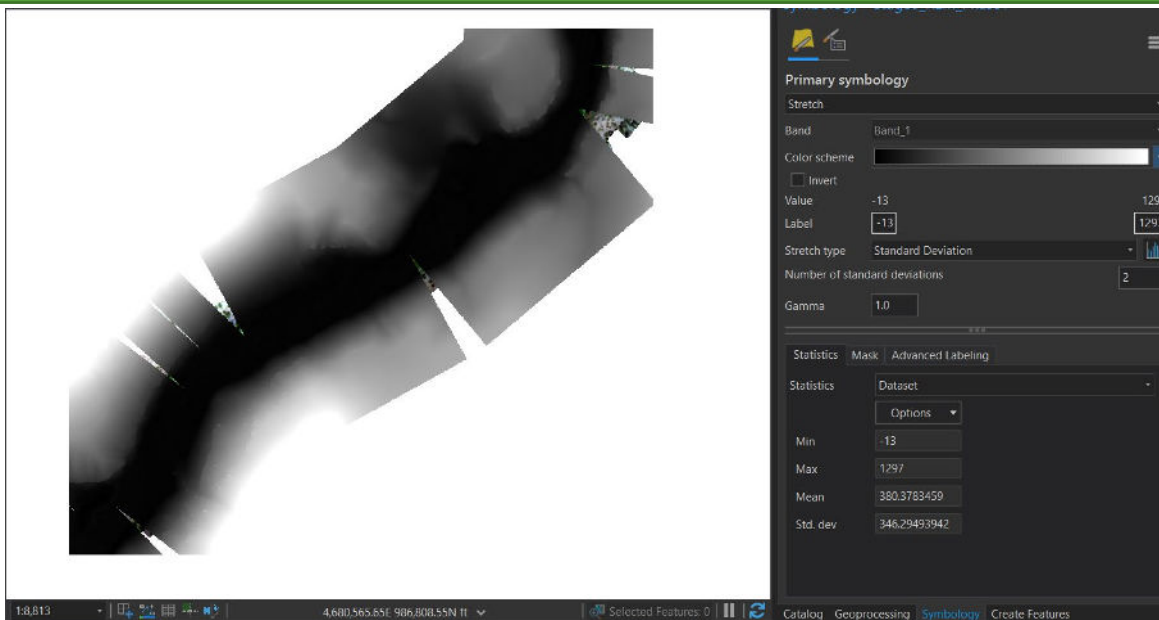 Primary symbology
Stretch
Band Band_1
Color scheme
Invert
Value -13 129
Label -13 129
Stretch type Standard Deviation
Number of standard deviations 2
Gamma 1.0
Statistics Mask Advanced Labeling
Statistics Dataset
Options
Min -13
Max 1297
Mean 380.3783459
Std. dev 346.29493942
1:8,813 4,680,565.65E 986,808.55N ft Selected Features: 0
Catalog Geoprocessing Symbology Create Features